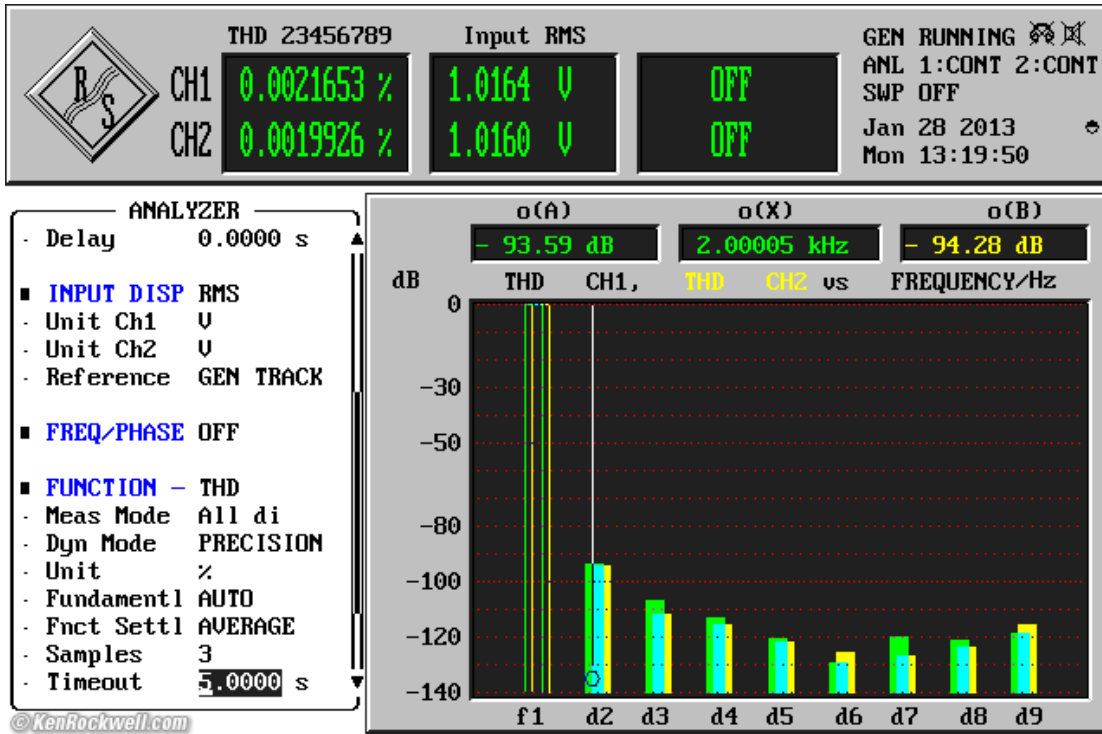 THD 23456789 Input RMS
R S
CH1 0.0021653 % 1.0164 V OFF
CH2 0.0019926 % 1.0160 V OFF
GEN RUNNING
ANL 1:CONT 2:CONT
SWP OFF
Jan 28 2013
Mon 13:19:50
ANALYZER
Delay 0.0000 s
INPUT DISP RMS
Unit Ch1 V
Unit Ch2 V
Reference GEN TRACK
FREQ/PHASE OFF
FUNCTION - THD
Meas Mode All di
Dyn Mode PRECISION
Unit %
Fundamentl AUTO
Fnct Settl AVERAGE
Samples 3
Timeout 5.0000 s
o(A) o(X) o(B)
- 93.59 dB 2.00005 kHz - 94.28 dB
dB THD CH1, THD CH2 vs FREQUENCY/Hz
0
-30
-50
-80
-100
-120
-140
f1 d2 d3 d4 d5 d6 d7 d8 d9
© KenRockwell.com